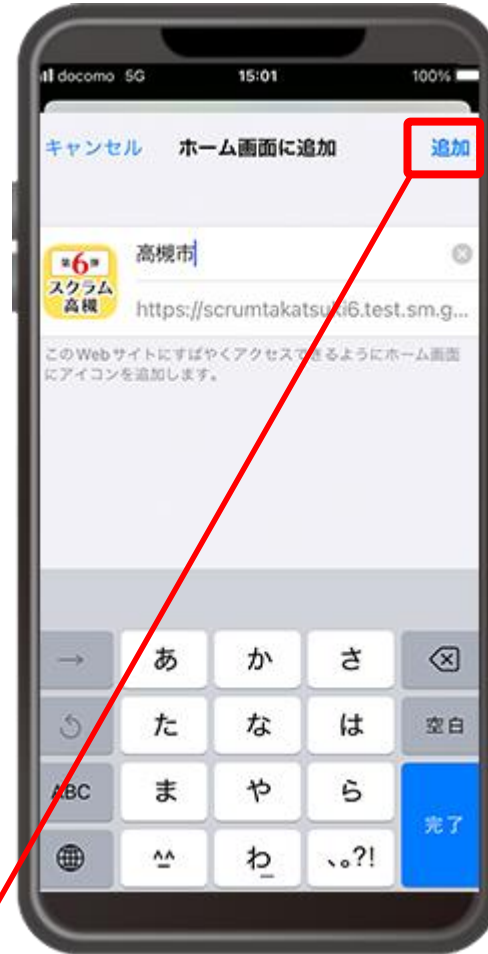 docomo 5G 15:01 100%
キャンセル ホーム画面に追加 追加
第6弾
スクラム
高槻
高槻市
https://scrumtakatsuki6.test.sm.g...
このWebサイトにすばやくアクセスできるようにホーム画面
にアイコンを追加します。
→ あ か さ
た な は 空白
ABC ま や ら
完了
^^ わ_ 、。?!